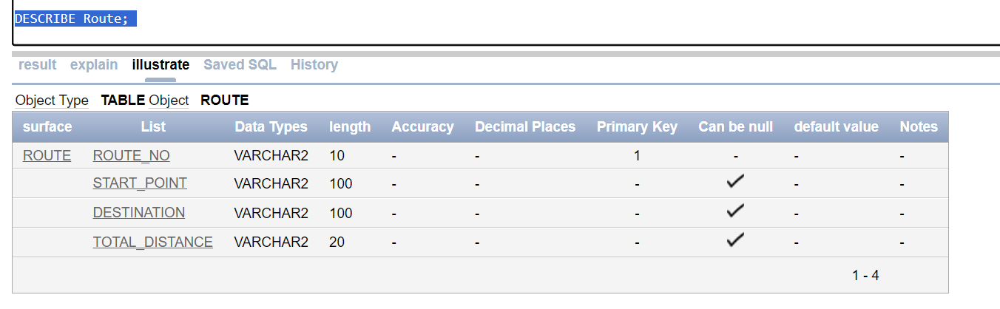 DESCRIBE Route;
result explain illustrate Saved SQL History
Object Type TABLE Object ROUTE
surface List Data Types length Accuracy Decimal Places Primary Key Can be null default value Notes
ROUTE ROUTE_NO VARCHAR2 10 - - 1 - - -
START_POINT VARCHAR2 100 - - - ✓ - -
DESTINATION VARCHAR2 100 - - - ✓ - -
TOTAL_DISTANCE VARCHAR2 20 - - - ✓ - -
1 - 4